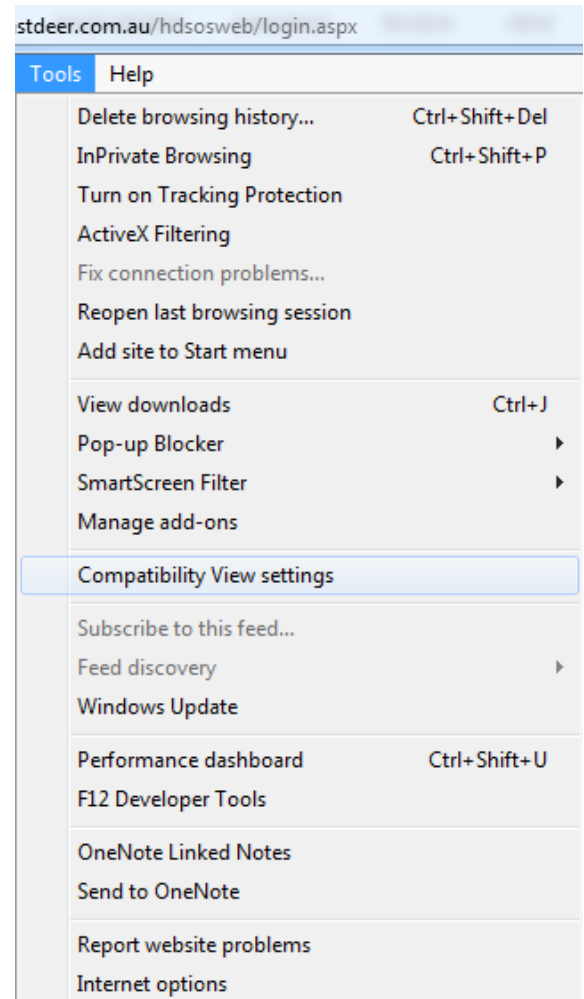 stdeer.com.au/hdsosweb/login.aspx
Tools Help
Delete browsing history... Ctrl+Shift+Del
InPrivate Browsing Ctrl+Shift+P
Turn on Tracking Protection
ActiveX Filtering
Fix connection problems...
Reopen last browsing session
Add site to Start menu
View downloads Ctrl+J
Pop-up Blocker
SmartScreen Filter
Manage add-ons
Compatibility View settings
Subscribe to this feed...
Feed discovery
Windows Update
Performance dashboard Ctrl+Shift+U
F12 Developer Tools
OneNote Linked Notes
Send to OneNote
Report website problems
Internet options